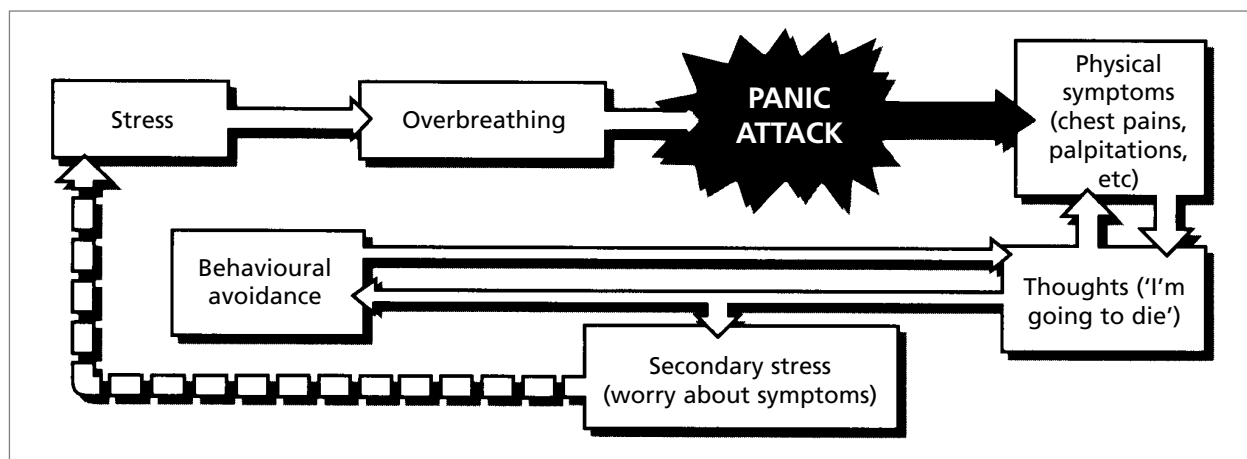 Stress
Overbreathing
PANIC
ATTACK
Physical
symptoms
(chest pains,
palpitations,
etc)
Behavioural
avoidance
Thoughts (‘I’m
going to die’)
Secondary stress
(worry about symptoms)